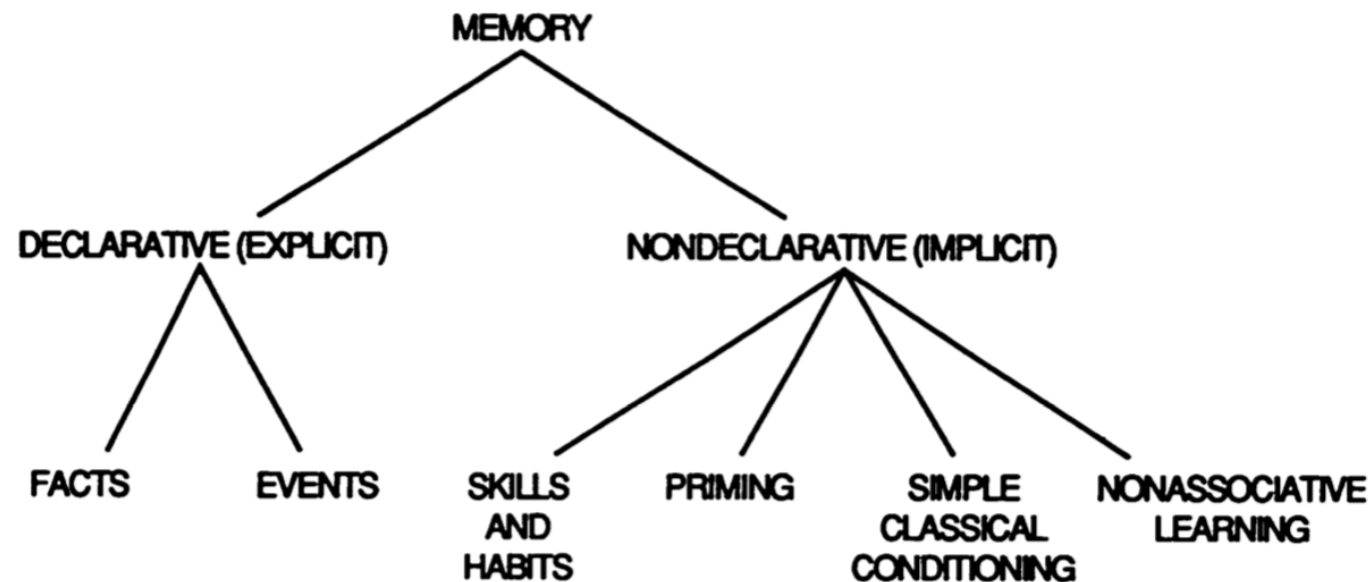 MEMORY
DECLARATIVE (EXPLICIT)
NONDECLARATIVE (IMPLICIT)
FACTS
EVENTS
SKILLS
AND
HABITS
PRIMING
SIMPLE
CLASSICAL
CONDITIONING
NONASSOCIATIVE
LEARNING